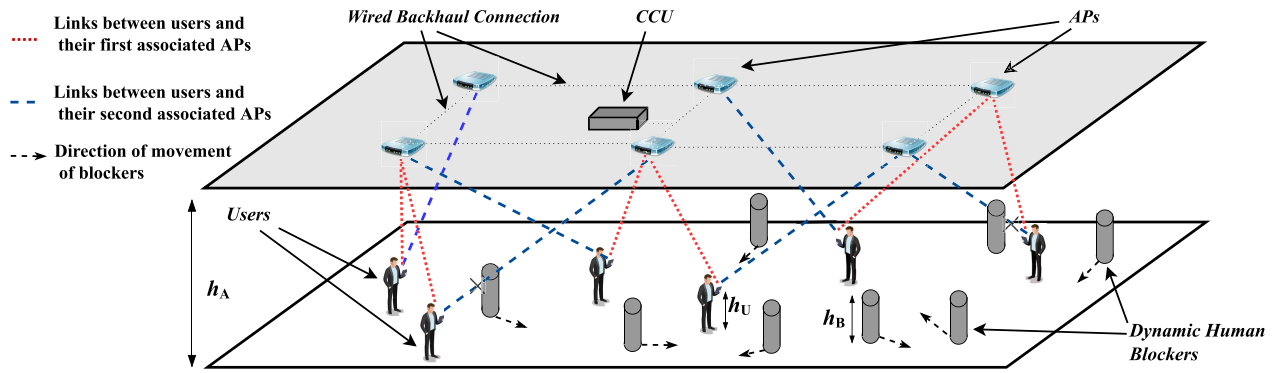 Links between users and
their first associated APs
Links between users and
their second associated APs
Direction of movement
of blockers
Wired Backhaul Connection
CCU
APs
Users
hA
hU
hB
Dynamic Human
Blockers